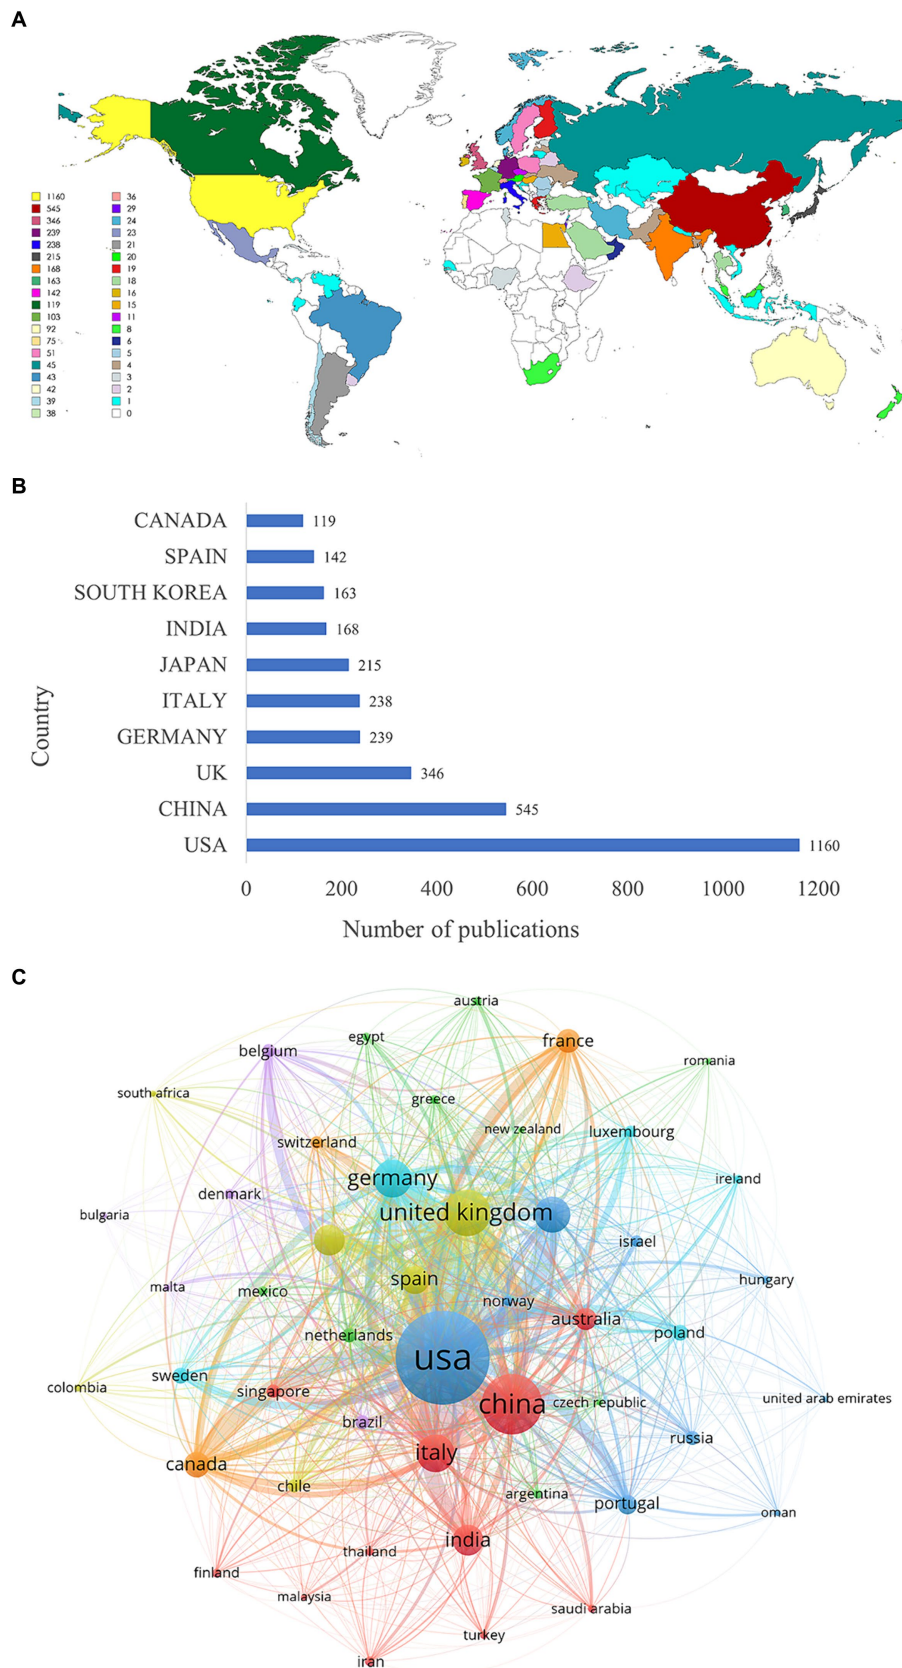 A
1160 36
545 29
346 24
239 23
238 21
215 20
168 19
163 18
142 16
119 15
103 11
92 8
75 6
51 5
45 4
43 3
42 2
39 1
38 0
B
CANADA 119
SPAIN 142
SOUTH KOREA 163
INDIA 168
JAPAN 215
ITALY 238
GERMANY 239
UK 346
CHINA 545
USA 1160
Country
0 200 400 600 800 1000 1200
Number of publications
C
austria
egypt
france
belgium
romania
south africa
greece
new zealand
luxembourg
switzerland
germany
ireland
denmark
united kingdom
bulgaria
israel
spain
hungary
malta
mexico
norway
australia
netherlands
poland
usa
sweden
colombia
singapore
united arab emirates
china
czech republic
brazil
russia
italy
canada
chile
argentina
portugal
oman
india
thailand
finland
malaysia
saudi arabia
turkey
iran